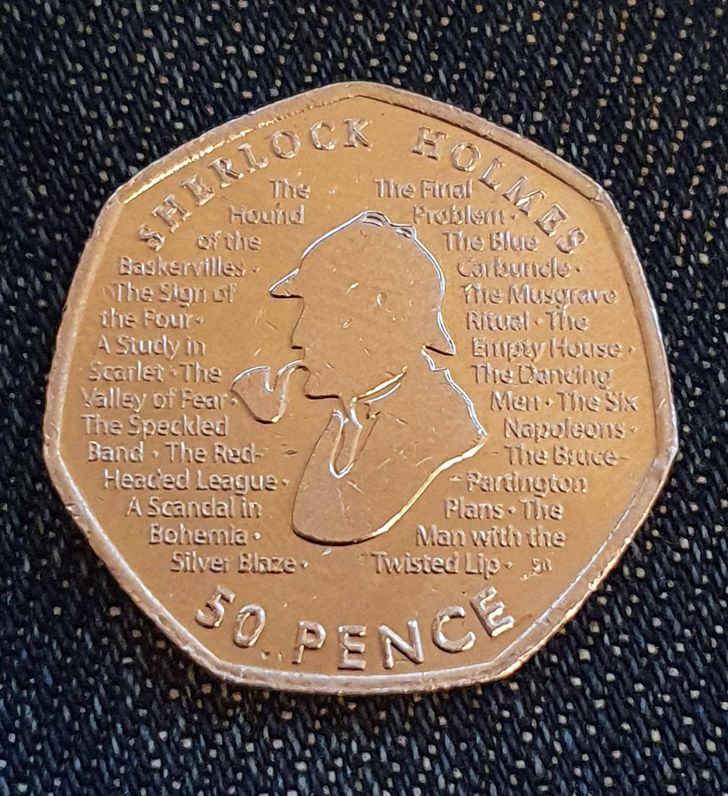 SHERLOCK HOLMES
The
Hound
of the
Baskervilles ·
The Sign of
the Four ·
A Study in
Scarlet · The
Valley of Fear ·
The Speckled
Band · The Red-
Headed League ·
A Scandal in
Bohemia ·
Silver Blaze ·
The Final
Problem ·
The Blue
Carbuncle ·
The Musgrave
Ritual · The
Empty House ·
The Dancing
Men · The Six
Napoleons ·
The Bruce-
Partington
Plans · The
Man with the
Twisted Lip ·
50 PENCE